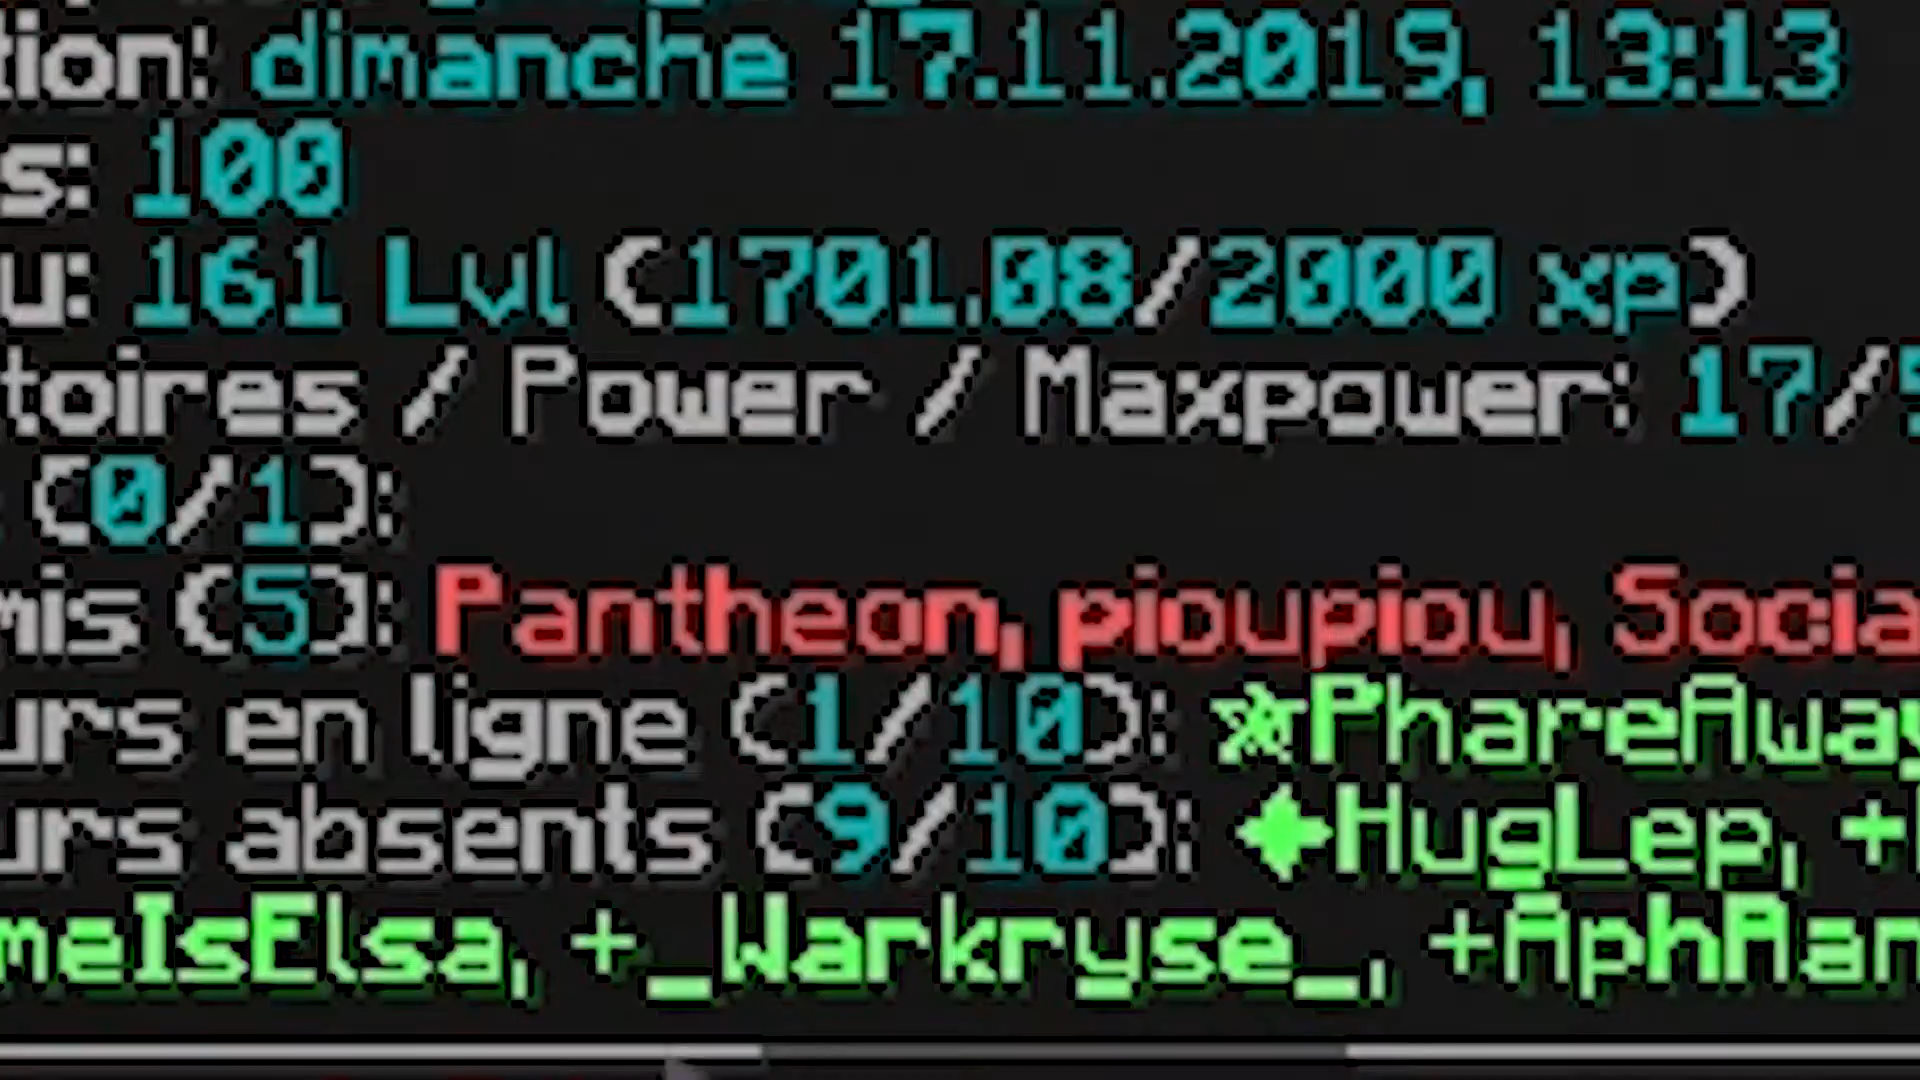 tion: dimanche 17.11.2019, 13:13
s: 100
u: 161 Lvl (1701.08/2000 xp)
toires / Power / Maxpower: 17/5
(0/1):
mis (5): Pantheon, pioupiou, Socia
urs en ligne (1/10): ☆PhareAway
urs absents (9/10): ◆HugLep, +
meIsElsa, +_Warkryse_, +AphAan